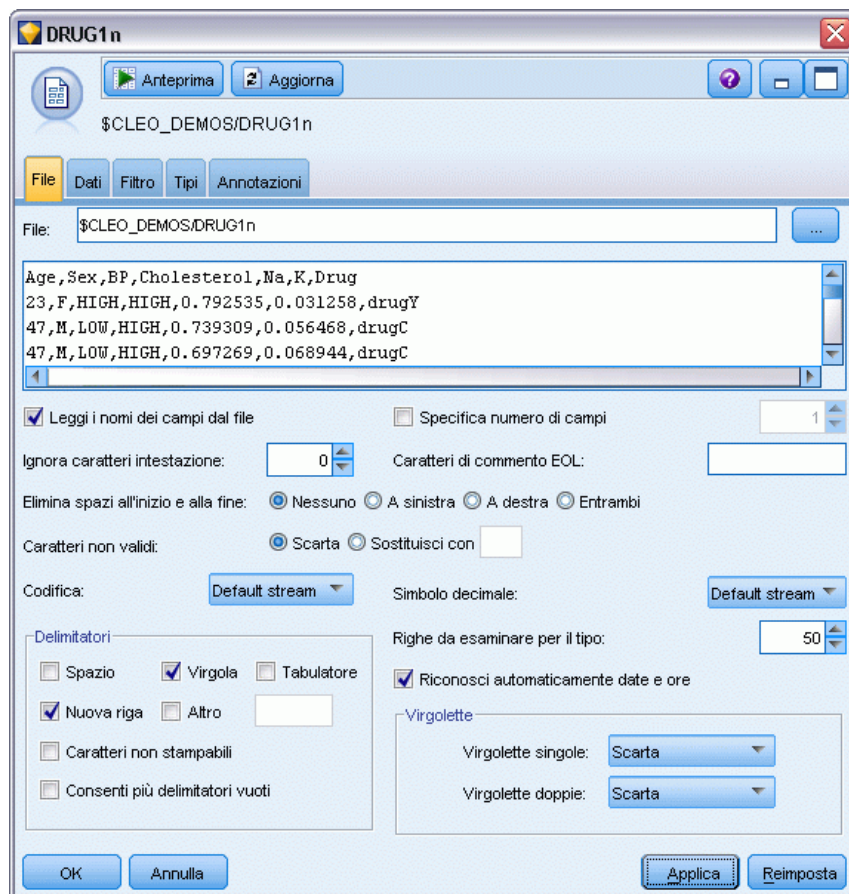 DRUG1n
Anteprima Aggiorna
$CLEO_DEMOS/DRUG1n
File Dati Filtro Tipi Annotazioni
File: $CLEO_DEMOS/DRUG1n ...
Age,Sex,BP,Cholesterol,Na,K,Drug
23,F,HIGH,HIGH,0.792535,0.031258,drugY
47,M,LOW,HIGH,0.739309,0.056468,drugC
47,M,LOW,HIGH,0.697269,0.068944,drugC
Leggi i nomi dei campi dal file Specifica numero di campi 1
Ignora caratteri intestazione: 0 Caratteri di commento EOL:
Elimina spazi all'inizio e alla fine: Nessuno A sinistra A destra Entrambi
Caratteri non validi: Scarta Sostituisci con
Codifica: Default stream Simbolo decimale: Default stream
Delimitatori
Righe da esaminare per il tipo: 50
Spazio Virgola Tabulatore
Riconosci automaticamente date e ore
Nuova riga Altro
Virgolette
Caratteri non stampabili
Virgolette singole: Scarta
Consenti più delimitatori vuoti
Virgolette doppie: Scarta
OK Annulla Applica Reimposta